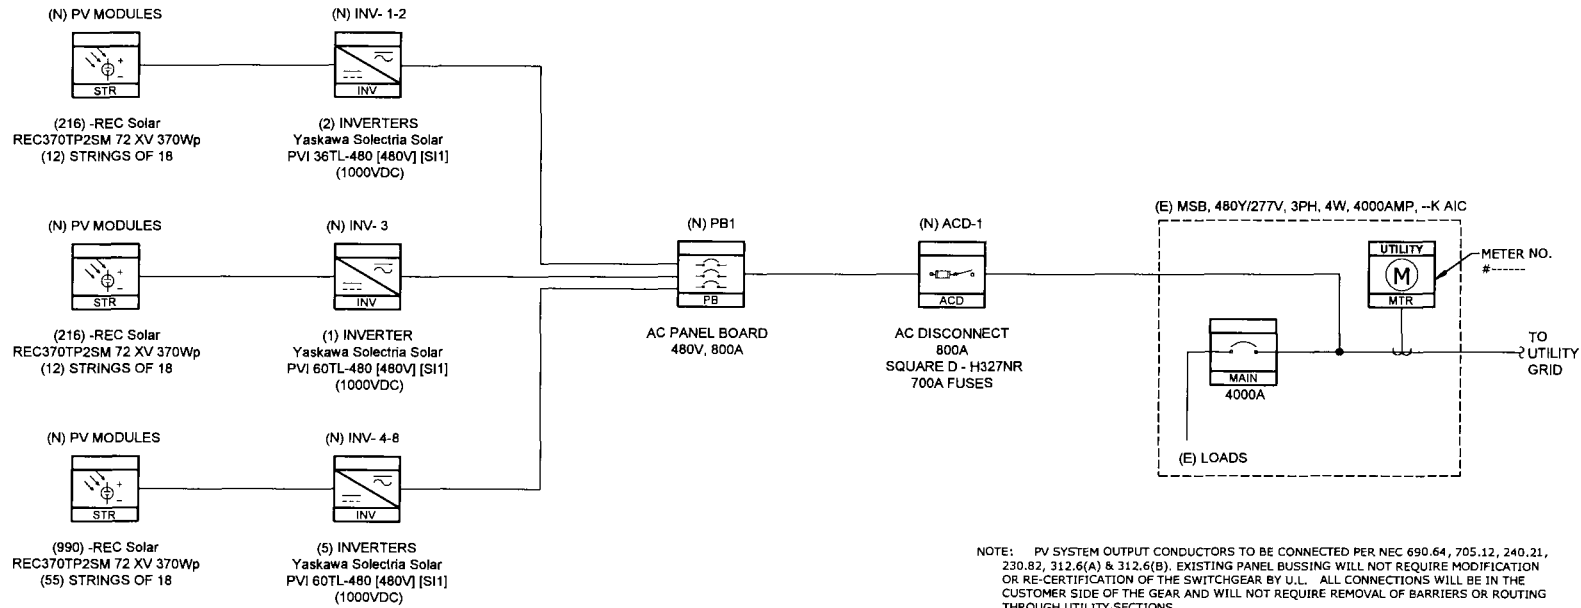 (N) PV MODULES
STR
(216) -REC Solar
REC370TP2SM 72 XV 370Wp
(12) STRINGS OF 18
(N) INV- 1-2
INV
(2) INVERTERS
Yaskawa Solectria Solar
PVI 36TL-480 [480V] [SI1]
(1000VDC)
(N) PV MODULES
STR
(216) -REC Solar
REC370TP2SM 72 XV 370Wp
(12) STRINGS OF 18
(N) INV- 3
INV
(1) INVERTER
Yaskawa Solectria Solar
PVI 60TL-480 [480V] [SI1]
(1000VDC)
(N) PV MODULES
STR
(990) -REC Solar
REC370TP2SM 72 XV 370Wp
(55) STRINGS OF 18
(N) INV- 4-8
INV
(5) INVERTERS
Yaskawa Solectria Solar
PVI 60TL-480 [480V] [SI1]
(1000VDC)
(N) PB1
PB
AC PANEL BOARD
480V, 800A
(N) ACD-1
ACD
AC DISCONNECT
800A
SQUARE D - H327NR
700A FUSES
(E) MSB, 480Y/277V, 3PH, 4W, 4000AMP, --K AIC
UTILITY
M
MTR
METER NO.
#------
MAIN
4000A
(E) LOADS
TO
UTILITY
GRID
NOTE: PV SYSTEM OUTPUT CONDUCTORS TO BE CONNECTED PER NEC 690.64, 705.12, 240.21,
230.82, 312.6(A) & 312.6(B). EXISTING PANEL BUSSING WILL NOT REQUIRE MODIFICATION
OR RE-CERTIFICATION OF THE SWITCHGEAR BY U.L. ALL CONNECTIONS WILL BE IN THE
CUSTOMER SIDE OF THE GEAR AND WILL NOT REQUIRE REMOVAL OF BARRIERS OR ROUTING
THROUGH UTILITY SECTIONS